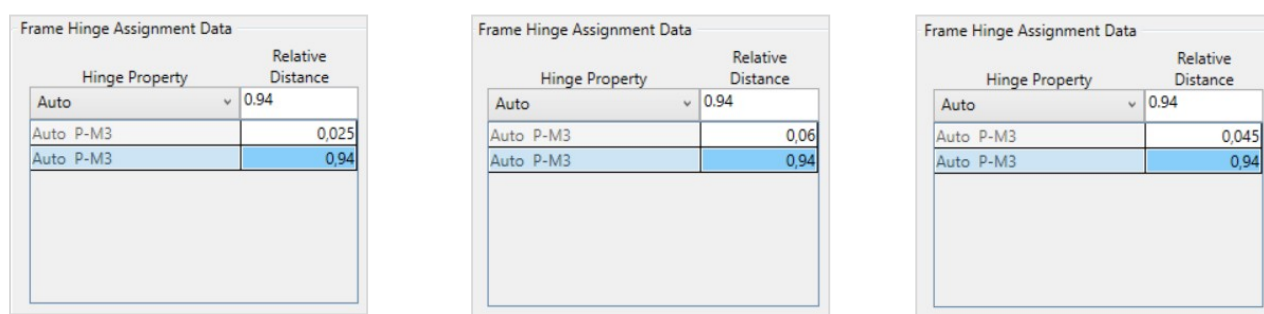 Frame Hinge Assignment Data
Hinge Property Relative Distance
Auto 0.94
Auto P-M3 0,025
Auto P-M3 0,94
Frame Hinge Assignment Data
Hinge Property Relative Distance
Auto 0.94
Auto P-M3 0,06
Auto P-M3 0,94
Frame Hinge Assignment Data
Hinge Property Relative Distance
Auto 0.94
Auto P-M3 0,045
Auto P-M3 0,94